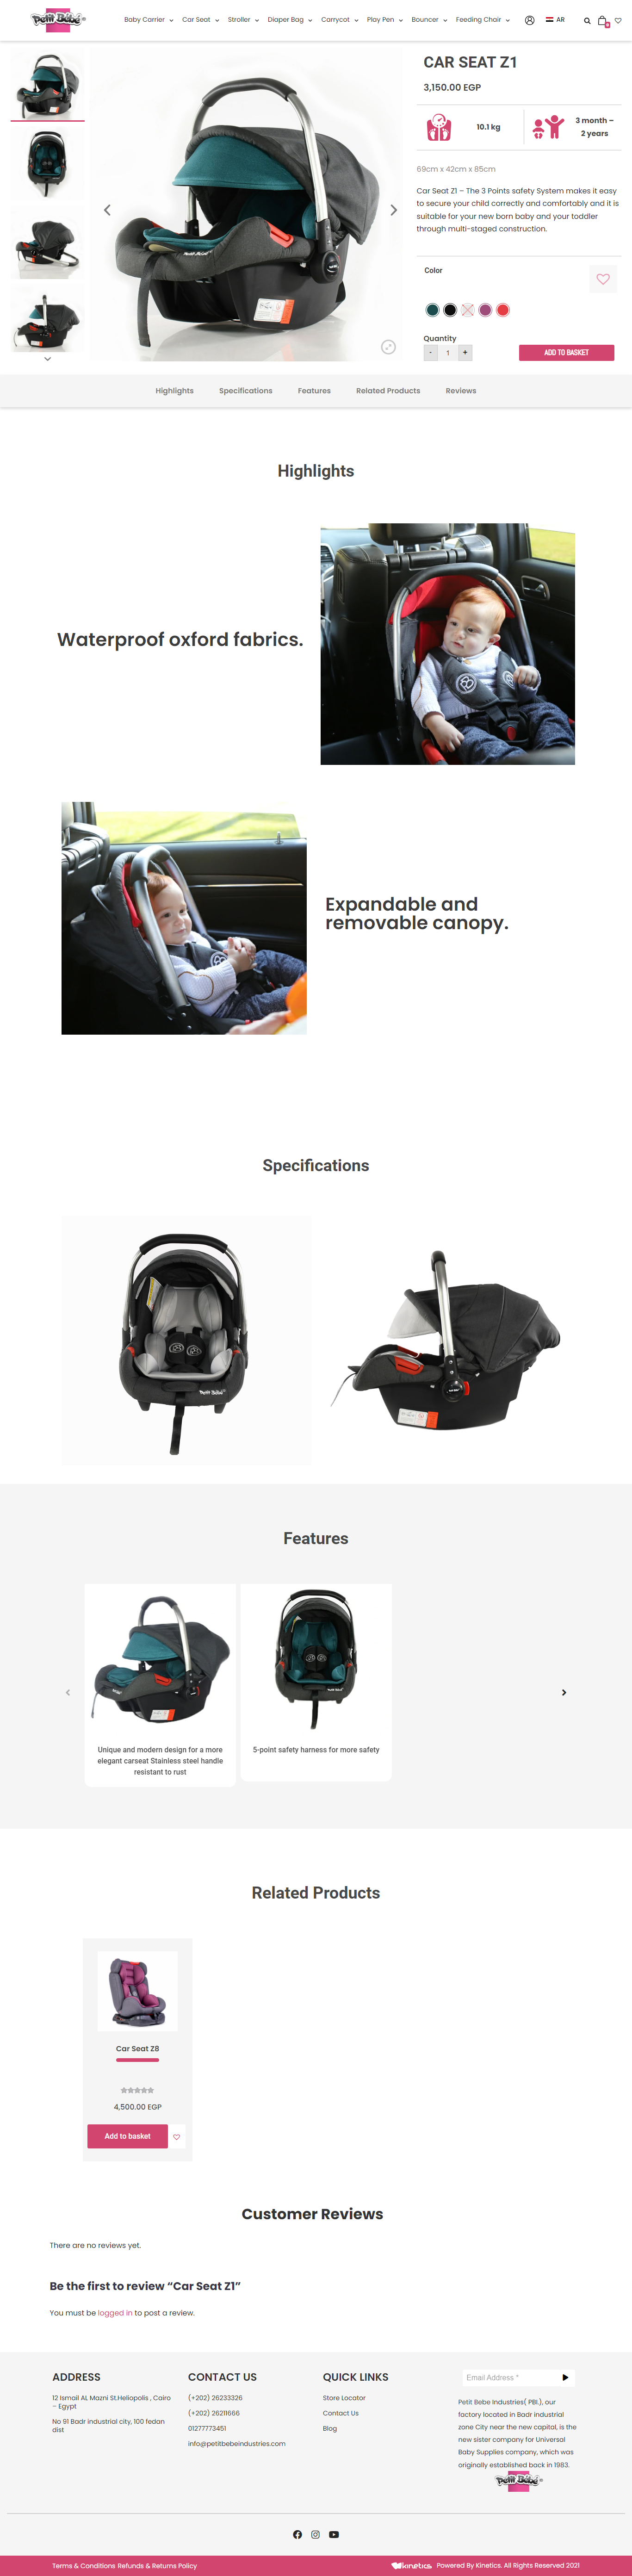 Petit Bébé®
Baby Carrier
Car Seat
Stroller
Diaper Bag
Carrycot
Play Pen
Bouncer
Feeding Chair
AR
CAR SEAT Z1
3,150.00 EGP
10.1 kg
3 month –
2 years
69cm x 42cm x 85cm
Car Seat Z1 – The 3 Points safety System makes it easy
to secure your child correctly and comfortably and it is
suitable for your new born baby and your toddler
through multi-staged construction.
Color
Quantity
- 1 +
ADD TO BASKET
Highlights
Specifications
Features
Related Products
Reviews
Highlights
Waterproof oxford fabrics.
Expandable and
removable canopy.
Specifications
Petit Bébé
Features
Unique and modern design for a more
elegant carseat Stainless steel handle
resistant to rust
5-point safety harness for more safety
Related Products
Car Seat Z8
4,500.00 EGP
Add to basket
Customer Reviews
There are no reviews yet.
Be the first to review “Car Seat Z1”
You must be logged in to post a review.
ADDRESS
12 Ismail AL Mazni St.Heliopolis , Cairo
– Egypt
No 91 Badr industrial city, 100 fedan
dist
CONTACT US
(+202) 26233326
(+202) 26211666
01277773451
info@petitbebeindustries.com
QUICK LINKS
Store Locator
Contact Us
Blog
Email Address *
Petit Bebe Industries( PBI,), our
factory located in Badr industrial
zone City near the new capital, is the
new sister company for Universal
Baby Supplies company, which was
originally established back in 1983.
Petit Bébé®
Terms & Conditions Refunds & Returns Policy
kinetics
Powered By Kinetics. All Rights Reserved 2021